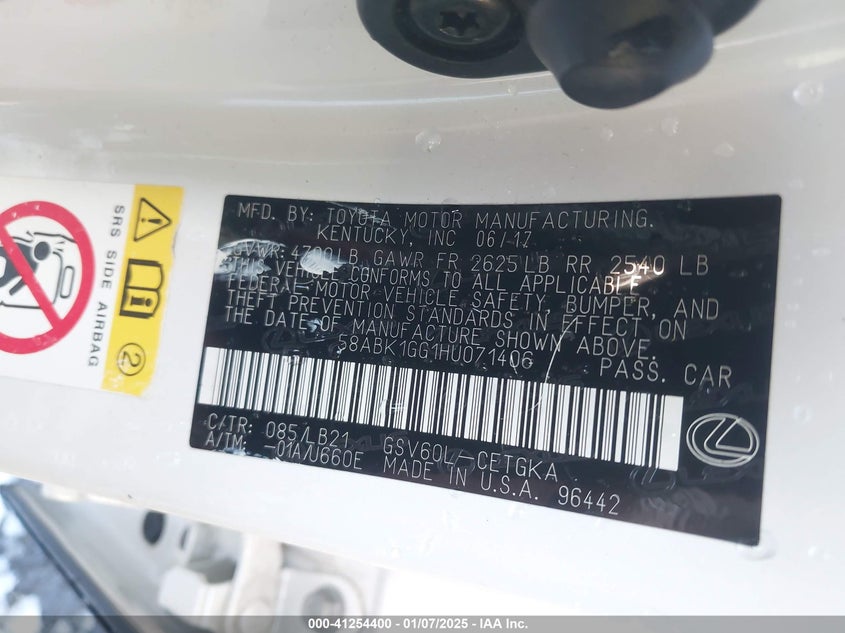 SRS SIDE AIRBAG
2
MFD. BY: TOYOTA MOTOR MANUFACTURING.
KENTUCKY, INC 06/17
GVWR: 4700LB GAWR FR 2625LB RR 2540 LB
THIS VEHICLE CONFORMS TO ALL APPLICABLE
FEDERAL MOTOR VEHICLE SAFETY, BUMPER, AND
THEFT PREVENTION STANDARDS IN EFFECT ON
THE DATE OF MANUFACTURE SHOWN ABOVE.
58ABK1GG1HU071406
PASS. CAR
C/TR: 085/LB21 GSV60L-CETGKA
A/TM: -01A/U660E MADE IN U.S.A. 96442
000-41254400 - 01/07/2025 - IAA Inc.